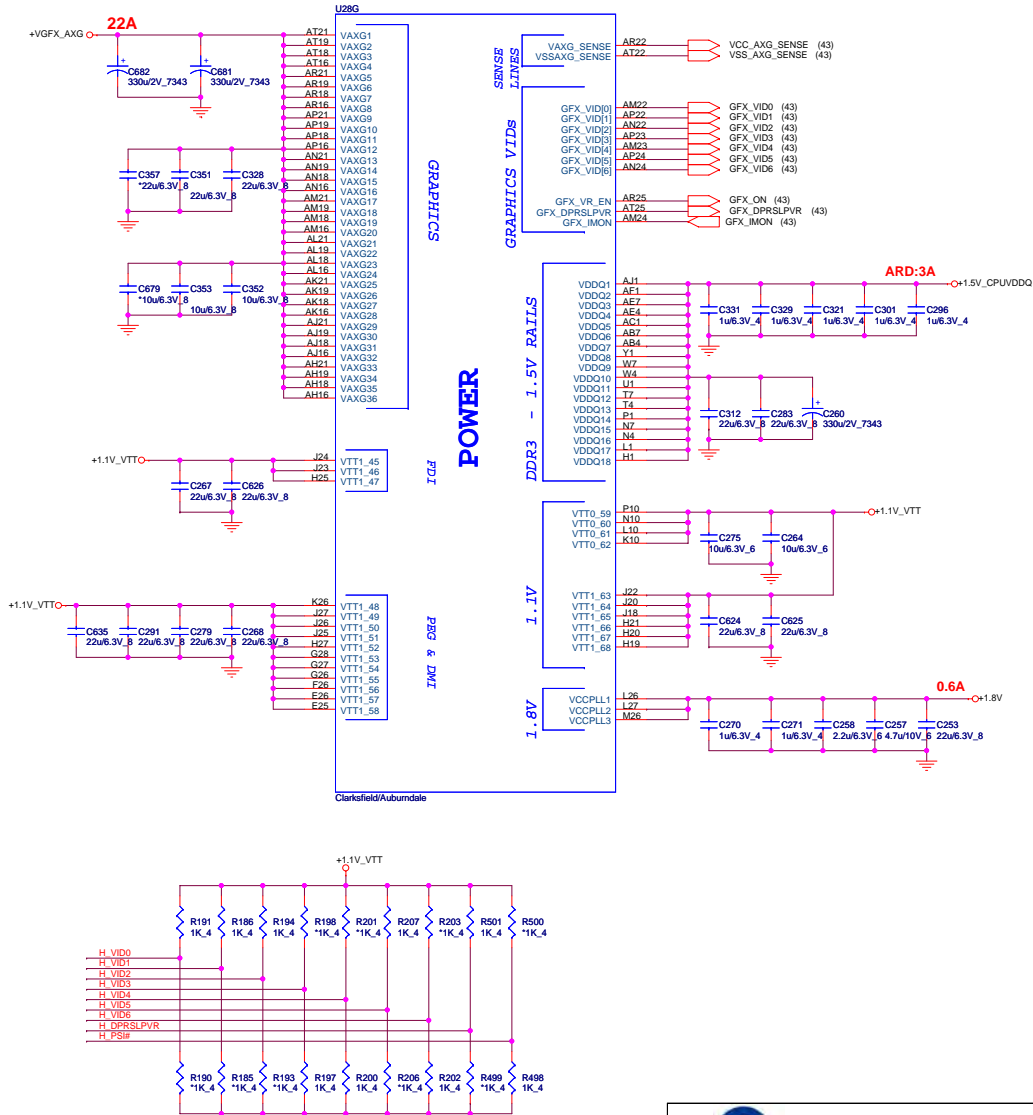 U28G
22A
+VGFX_AXG
C682
330u/2V_7343
C681
330u/2V_7343
C357
*22u/6.3V_8
C351
22u/6.3V_8
C328
22u/6.3V_8
C679
*10u/6.3V_8
C353
10u/6.3V_8
C352
10u/6.3V_8
AT21 VAXG1
AT19 VAXG2
AT18 VAXG3
AT16 VAXG4
AR21 VAXG5
AR19 VAXG6
AR18 VAXG7
AR16 VAXG8
AP21 VAXG9
AP19 VAXG10
AP18 VAXG11
AP16 VAXG12
AN21 VAXG13
AN19 VAXG14
AN18 VAXG15
AN16 VAXG16
AM21 VAXG17
AM19 VAXG18
AM18 VAXG19
AM16 VAXG20
AL21 VAXG21
AL19 VAXG22
AL18 VAXG23
AL16 VAXG24
AK21 VAXG25
AK19 VAXG26
AK18 VAXG27
AK16 VAXG28
AJ21 VAXG29
AJ19 VAXG30
AJ18 VAXG31
AJ16 VAXG32
AH21 VAXG33
AH19 VAXG34
AH18 VAXG35
AH16 VAXG36
GRAPHICS
POWER
+1.1V_VTT
C267
22u/6.3V_8
C626
22u/6.3V_8
J24 VTT1_45
J23 VTT1_46
H25 VTT1_47
FDI
+1.1V_VTT
C635
22u/6.3V_8
C291
22u/6.3V_8
C279
22u/6.3V_8
C268
22u/6.3V_8
K26 VTT1_48
J27 VTT1_49
J26 VTT1_50
J25 VTT1_51
H27 VTT1_52
G28 VTT1_53
G27 VTT1_54
G26 VTT1_55
F26 VTT1_56
E26 VTT1_57
E25 VTT1_58
PEG & DMI
SENSE
LINES
VAXG_SENSE AR22 VCC_AXG_SENSE (43)
VSSAXG_SENSE AT22 VSS_AXG_SENSE (43)
GRAPHICS VIDs
GFX_VID[0] AM22 GFX_VID0 (43)
GFX_VID[1] AP22 GFX_VID1 (43)
GFX_VID[2] AN22 GFX_VID2 (43)
GFX_VID[3] AP23 GFX_VID3 (43)
GFX_VID[4] AM23 GFX_VID4 (43)
GFX_VID[5] AP24 GFX_VID5 (43)
GFX_VID[6] AN24 GFX_VID6 (43)
GFX_VR_EN AR25 GFX_ON (43)
GFX_DPRSLPVR AT25 GFX_DPRSLPVR (43)
GFX_IMON AM24 GFX_IMON (43)
DDR3 - 1.5V RAILS
VDDQ1 AJ1
VDDQ2 AF1
VDDQ3 AE7
VDDQ4 AE4
VDDQ5 AC1
VDDQ6 AB7
VDDQ7 AB4
VDDQ8 Y1
VDDQ9 W7
VDDQ10 W4
VDDQ11 U1
VDDQ12 T7
VDDQ13 T4
VDDQ14 P1
VDDQ15 N7
VDDQ16 N4
VDDQ17 L1
VDDQ18 H1
ARD:3A
+1.5V_CPUVDDQ
C331
1u/6.3V_4
C329
1u/6.3V_4
C321
1u/6.3V_4
C301
1u/6.3V_4
C296
1u/6.3V_4
C312
22u/6.3V_8
C283
22u/6.3V_8
C260
330u/2V_7343
1.1V
VTT0_59 P10
VTT0_60 N10
VTT0_61 L10
VTT0_62 K10
+1.1V_VTT
C275
10u/6.3V_6
C264
10u/6.3V_6
VTT1_63 J22
VTT1_64 J20
VTT1_65 J18
VTT1_66 H21
VTT1_67 H20
VTT1_68 H19
C624
22u/6.3V_8
C625
22u/6.3V_8
1.8V
VCCPLL1 L26
VCCPLL2 L27
VCCPLL3 M26
0.6A
+1.8V
C270
1u/6.3V_4
C271
1u/6.3V_4
C258
2.2u/6.3V_6
C257
4.7u/10V_6
C253
22u/6.3V_8
Clarksfield/Auburndale
+1.1V_VTT
R191
1K_4
R186
1K_4
R194
1K_4
R198
*1K_4
R201
*1K_4
R207
1K_4
R203
*1K_4
R501
1K_4
R500
*1K_4
H_VID0
H_VID1
H_VID2
H_VID3
H_VID4
H_VID5
H_VID6
H_DPRSLPVR
H_PSI#
R190
*1K_4
R185
*1K_4
R193
*1K_4
R197
1K_4
R200
1K_4
R206
*1K_4
R202
1K_4
R499
*1K_4
R498
1K_4